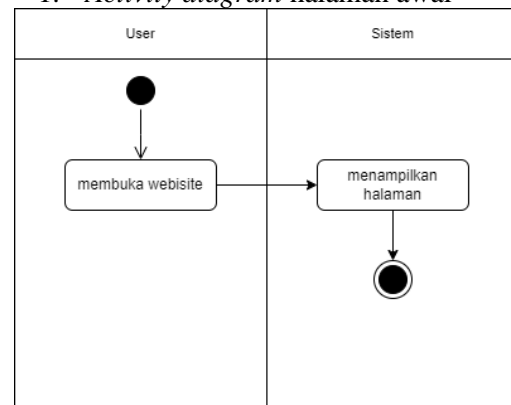 1. Activity diagram halaman awal
User
Sistem
membuka webisite
menampilkan
halaman